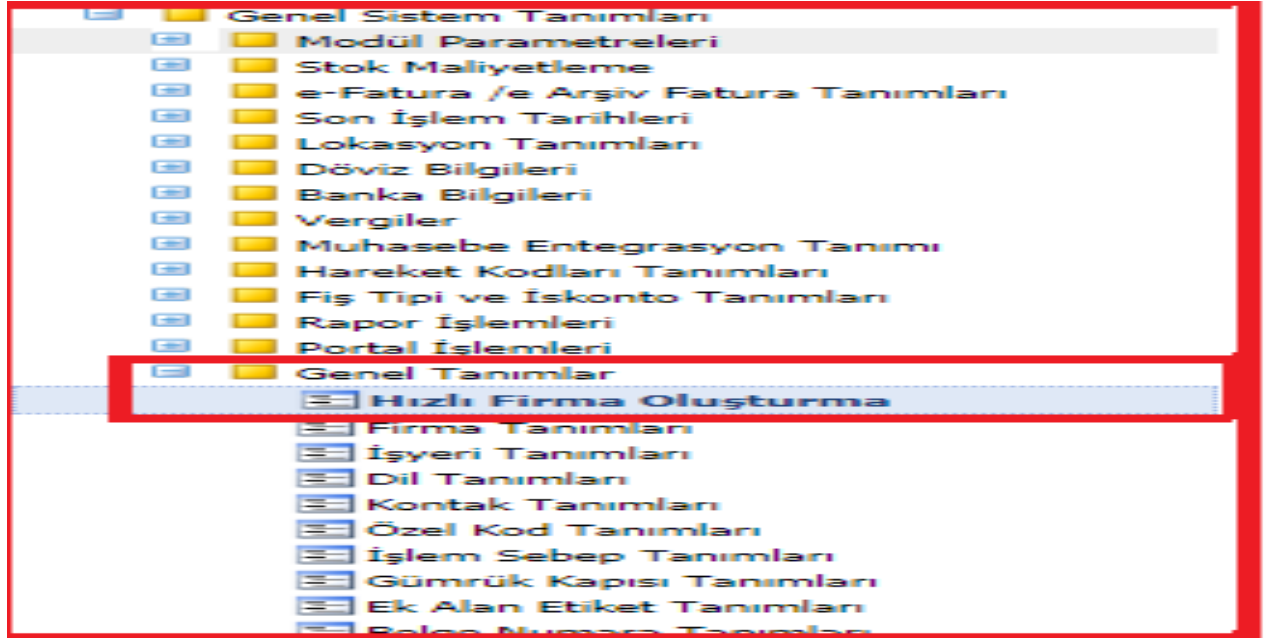 Genel Sistem Tanımları
Modül Parametreleri
Stok Maliyetleme
e-Fatura /e Arşiv Fatura Tanımları
Son İşlem Tarihleri
Lokasyon Tanımları
Döviz Bilgileri
Banka Bilgileri
Vergiler
Muhasebe Entegrasyon Tanımı
Hareket Kodları Tanımları
Fiş Tipi ve İskonto Tanımları
Rapor İşlemleri
Portal İşlemleri
Genel Tanımlar
Hızlı Firma Oluşturma
Firma Tanımları
İşyeri Tanımları
Dil Tanımları
Kontak Tanımları
Özel Kod Tanımları
İşlem Sebep Tanımları
Gümrük Kapısı Tanımları
Ek Alan Etiket Tanımları
Belge Numara Tanımları